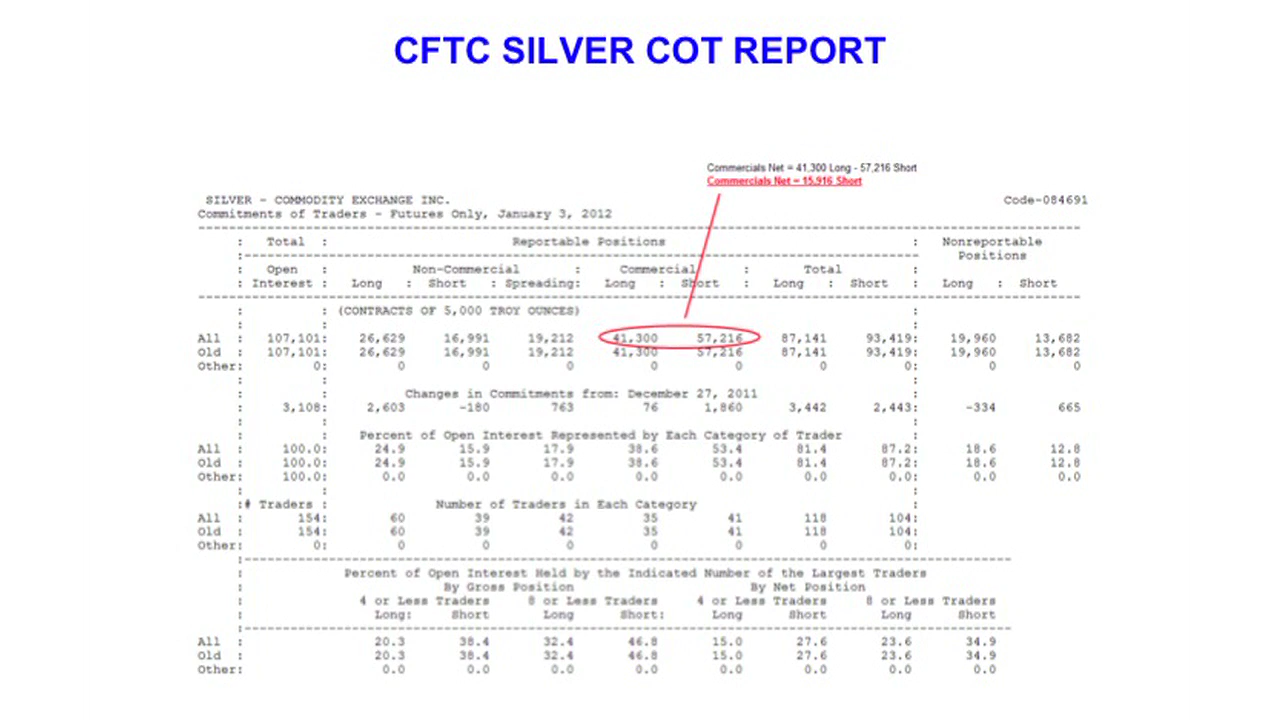 CFTC SILVER COT REPORT
Commercials Net = 41,300 Long - 57,216 Short
Commercials Net = 15,916 Short
SILVER - COMMODITY EXCHANGE INC. Code-084691
Commitments of Traders - Futures Only, January 3, 2012
: Total : Reportable Positions : Nonreportable
Positions
: Open : Non-Commercial : Commercial : Total :
: Interest : Long : Short : Spreading: Long : Short : Long : Short : Long : Short
: : (CONTRACTS OF 5,000 TROY OUNCES) :
All : 107,101: 26,629 16,991 19,212 41,300 57,216 87,141 93,419: 19,960 13,682
Old : 107,101: 26,629 16,991 19,212 41,300 57,216 87,141 93,419: 19,960 13,682
Other: 0: 0 0 0 0 0 0 0: 0 0
: : Changes in Commitments from: December 27, 2011 :
: 3,108: 2,603 -180 763 76 1,860 3,442 2,443: -334 665
: : Percent of Open Interest Represented by Each Category of Trader :
All : 100.0: 24.9 15.9 17.9 38.6 53.4 81.4 87.2: 18.6 12.8
Old : 100.0: 24.9 15.9 17.9 38.6 53.4 81.4 87.2: 18.6 12.8
Other: 100.0: 0.0 0.0 0.0 0.0 0.0 0.0 0.0: 0.0 0.0
:# Traders : Number of Traders in Each Category :
All : 154: 60 39 42 35 41 118 104:
Old : 154: 60 39 42 35 41 118 104:
Other: 0: 0 0 0 0 0 0 0:
: Percent of Open Interest Held by the Indicated Number of the Largest Traders
: By Gross Position By Net Position
: 4 or Less Traders 8 or Less Traders 4 or Less Traders 8 or Less Traders
: Long: Short Long Short: Long Short Long Short
All : 20.3 38.4 32.4 46.8 15.0 27.6 23.6 34.9
Old : 20.3 38.4 32.4 46.8 15.0 27.6 23.6 34.9
Other: 0.0 0.0 0.0 0.0 0.0 0.0 0.0 0.0